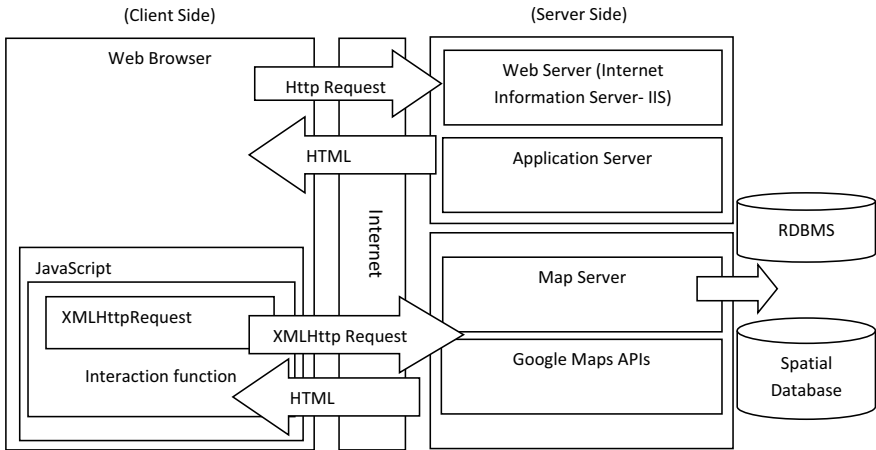 (Client Side)
(Server Side)
Web Browser
Http Request
Web Server (Internet
Information Server- IIS)
HTML
Application Server
Internet
RDBMS
JavaScript
Map Server
XMLHttpRequest
XMLHttp Request
Google Maps APIs
Interaction function
HTML
Spatial
Database